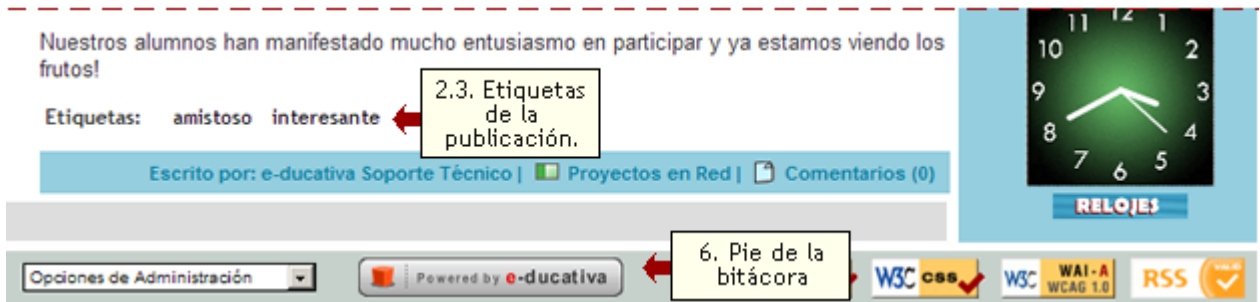 Nuestros alumnos han manifestado mucho entusiasmo en participar y ya estamos viendo los
frutos!
Etiquetas: amistoso interesante
2.3. Etiquetas
de la
publicación.
Escrito por: e-ducativa Soporte Técnico | Proyectos en Red | Comentarios (0)
11 12 1
10 2
9 3
8 4
7 6 5
RELOJES
Opciones de Administración
Powered by e-ducativa
6. Pie de la
bitácora
W3C css
W3C WAI-A
WCAG 1.0
RSS